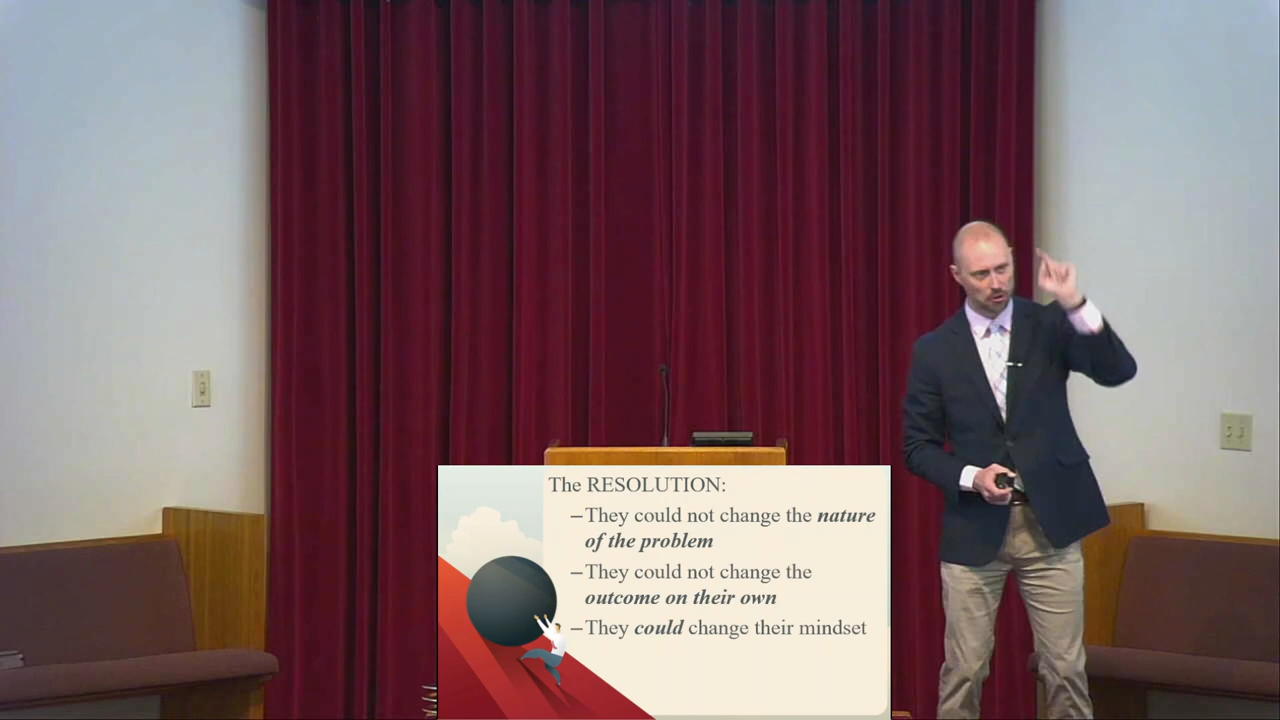 The RESOLUTION:
–They could not change the nature
of the problem
–They could not change the
outcome on their own
–They could change their mindset